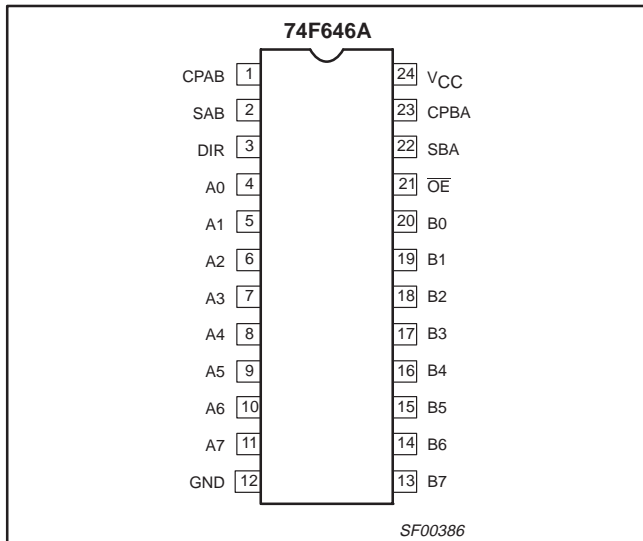 74F646A
CPAB 1 24 VCC
SAB 2 23 CPBA
DIR 3 22 SBA
A0 4 21 OE
A1 5 20 B0
A2 6 19 B1
A3 7 18 B2
A4 8 17 B3
A5 9 16 B4
A6 10 15 B5
A7 11 14 B6
GND 12 13 B7
SF00386